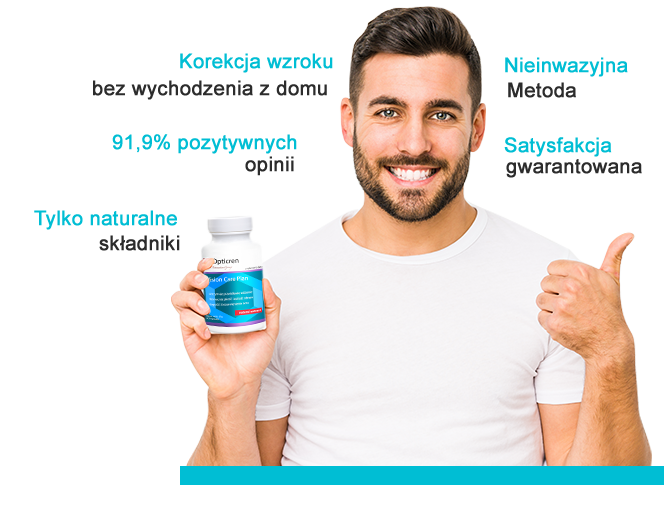 Korekcja wzroku
bez wychodzenia z domu
91,9% pozytywnych
opinii
Tylko naturalne
składniki
Nieinwazyjna
Metoda
Satysfakcja
gwarantowana
Opticren